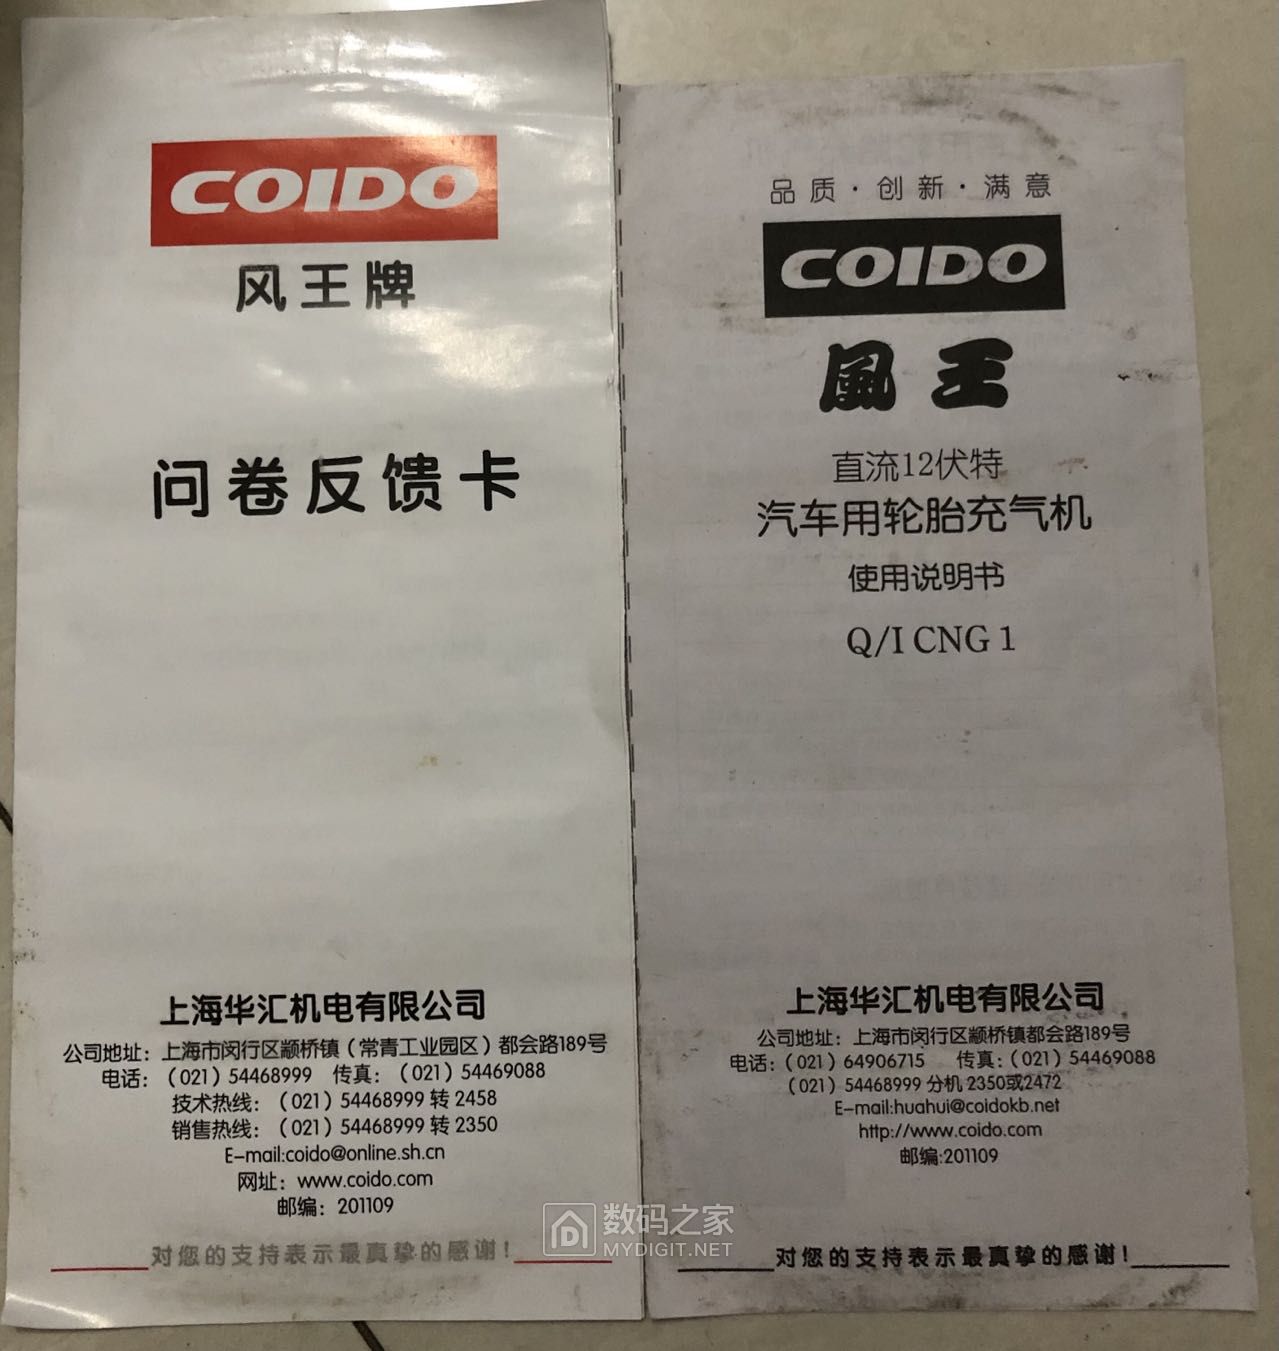 COIDO
风王牌
问卷反馈卡
上海华汇机电有限公司
公司地址：上海市闵行区颛桥镇（常青工业园区）都会路189号
电话：（021）54468999 传真：（021）54469088
技术热线：（021）54468999 转 2458
销售热线：（021）54468999 转 2350
E-mail:coido@online.sh.cn
网址：www.coido.com
邮编：201109
对您的支持表示最真挚的感谢！
品质·创新·满意
COIDO
風王
直流12伏特
汽车用轮胎充气机
使用说明书
Q/I CNG 1
上海华汇机电有限公司
公司地址：上海市闵行区颛桥镇都会路189号
电话：（021）64906715 传真：（021）54469088
（021）54468999 分机 2350或2472
E-mail:huahui@coidokb.net
http://www.coido.com
邮编:201109
对您的支持表示最真挚的感谢！
数码之家
MYDIGIT.NET